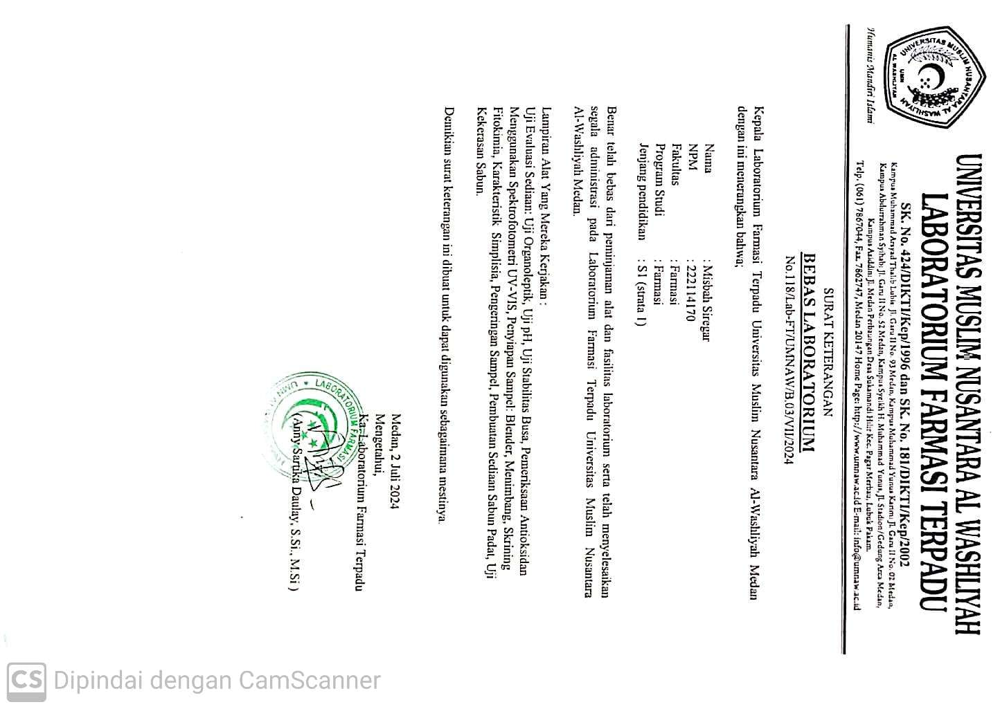 UNIVERSITAS MUSLIM NUSANTARA AL WASHLIYAH
LABORATORIUM FARMASI TERPADU
SK. No. 424/DIKTI/Kep/1996 dan SK. No. 181/DIKTI/Kep/2002
Kampus Muhammad Arsyad Thalib Lubis Jl. Garu II No. 93 Medan, Kampus Muhammad Yunus Karim: Jl. Garu II No. 02 Medan,
Kampus Abdurrahman Syihab: Jl. Garu II No. 52 Medan, Kampus Syeikh H. Muhammad Yunus, Jl. Stadion/Gedung Arca Medan,
Kampus Aziddin: Jl. Medan Perbaungan Desa Sukamandi Hilir Kec. Pagar Merbau, Lubuk Pakam.
Telp. (061) 7867044, Fax. 7862747, Medan 20147 Home Page: http://www.umnaw.ac.id E-mail: info@umnaw.ac.id
UNIVERSITAS MUSLIM NUSANTARA AL WASHLIYAH
UMN
AL WASHLIYAH
Humanis Mandiri Islami
SURAT KETERANGAN
BEBAS LABORATORIUM
No.118/Lab-FT/UMNAW/B.03/VII/2024
Kepala Laboratorium Farmasi Terpadu Universitas Muslim Nusantara Al-Washliyah Medan
dengan ini menerangkan bahwa;
Nama : Misbah Siregar
NPM : 222114170
Fakultas : Farmasi
Program Studi : Farmasi
Jenjang pendidikan : S1 (strata 1)
Benar telah bebas dari peminjaman alat dan fasilitas laboratorium serta telah menyelesaikan
segala administrasi pada Laboratorium Farmasi Terpadu Universitas Muslim Nusantara
Al-Washliyah Medan.
Lampiran Alat Yang Mereka Kerjakan :
Uji Evaluasi Sediaan: Uji Organoleptik, Uji pH, Uji Stabilitas Busa, Pemeriksaan Antioksidan
Menggunakan Spektrofotometri UV-VIS, Penyiapan Sampel: Blender, Menimbang, Skrining
Fitokimia, Karakteristik Simplisia, Pengeringan Sampel, Pembuatan Sediaan Sabun Padat, Uji
Kekerasan Sabun.
Demikian surat keterangan ini dibuat untuk dapat digunakan sebagaimana mestinya.
Medan, 2 Juli 2024
Mengetahui,
Ka. Laboratorium Farmasi Terpadu
LABORATORIUM FARMASI
(Anny Sartika Daulay, S.Si., M.Si )
CS Dipindai dengan CamScanner